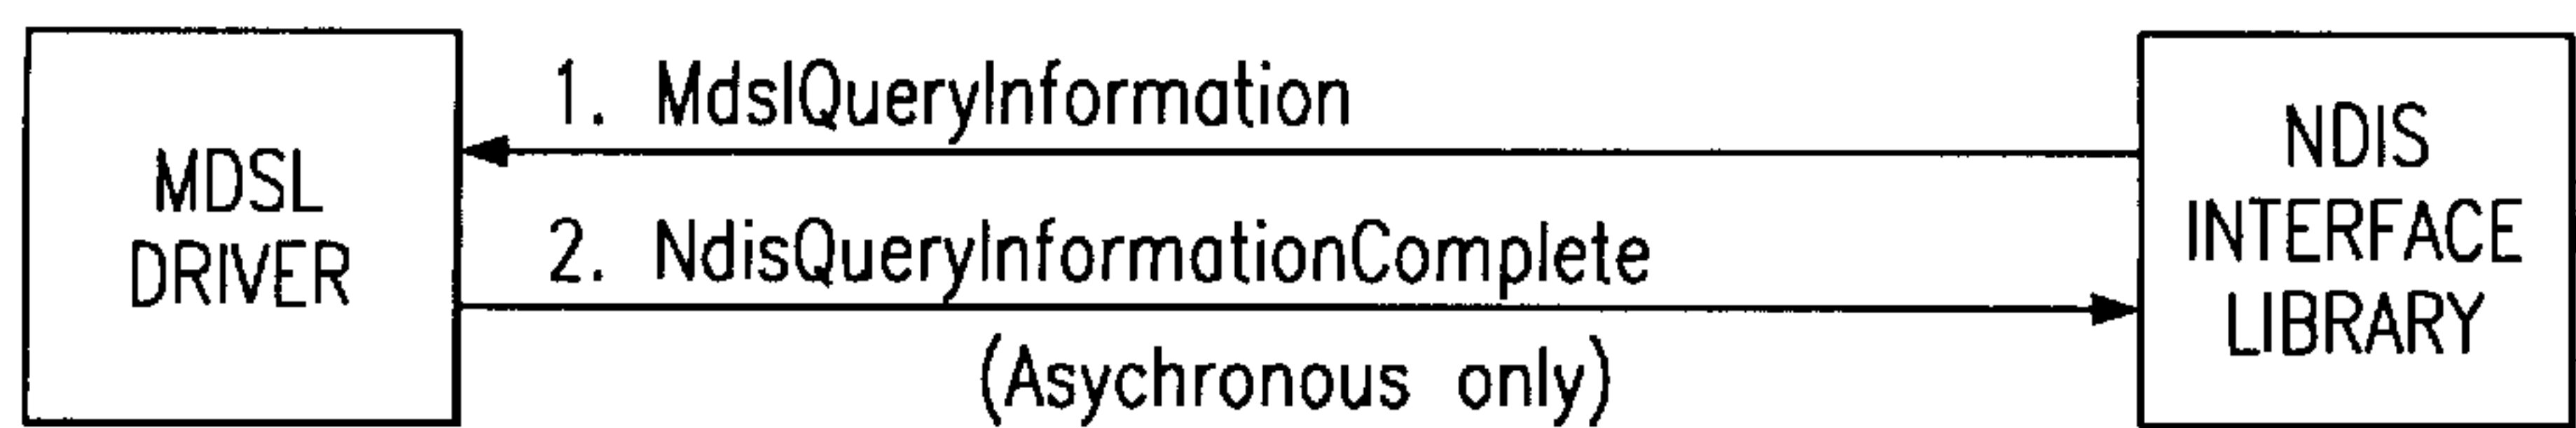 MDSL
DRIVER
1. MdslQueryInformation
2. NdisQueryInformationComplete
(Asychronous only)
NDIS
INTERFACE
LIBRARY